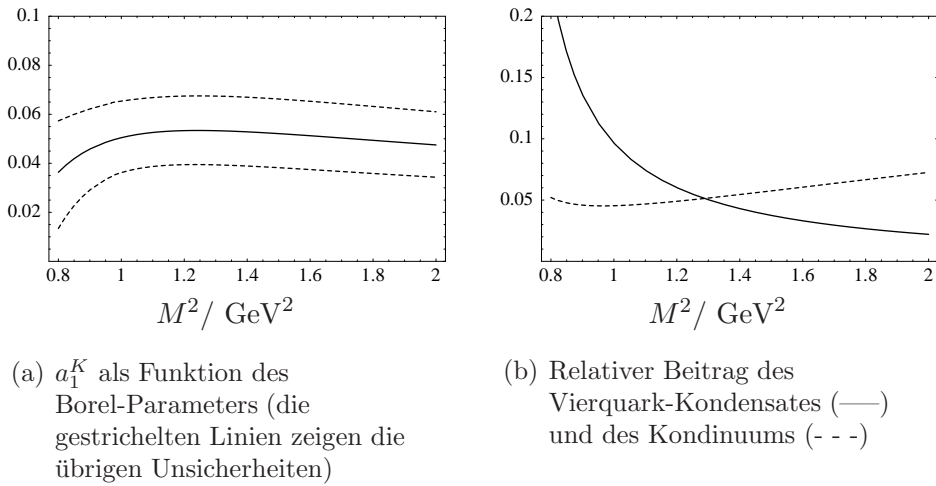 0.1
0.08
0.06
0.04
0.02
0.8 1 1.2 1.4 1.6 1.8 2
M²/ GeV²
(a) a₁ᴷ als Funktion des
Borel-Parameters (die
gestrichelten Linien zeigen die
übrigen Unsicherheiten)
0.2
0.15
0.1
0.05
0.8 1 1.2 1.4 1.6 1.8 2
M²/ GeV²
(b) Relativer Beitrag des
Vierquark-Kondensates (——)
und des Kondinuums (- - -)